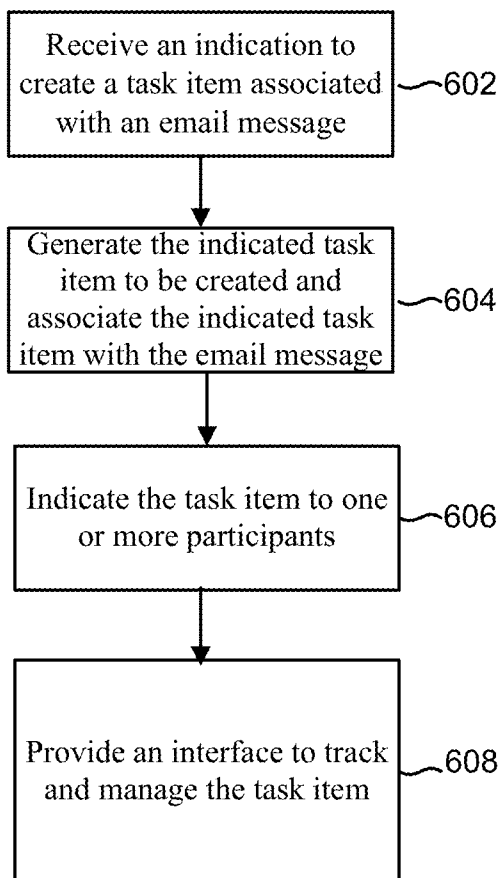 Receive an indication to
create a task item associated
with an email message
602
Generate the indicated task
item to be created and
associate the indicated task
item with the email message
604
Indicate the task item to one
or more participants
606
Provide an interface to track
and manage the task item
608